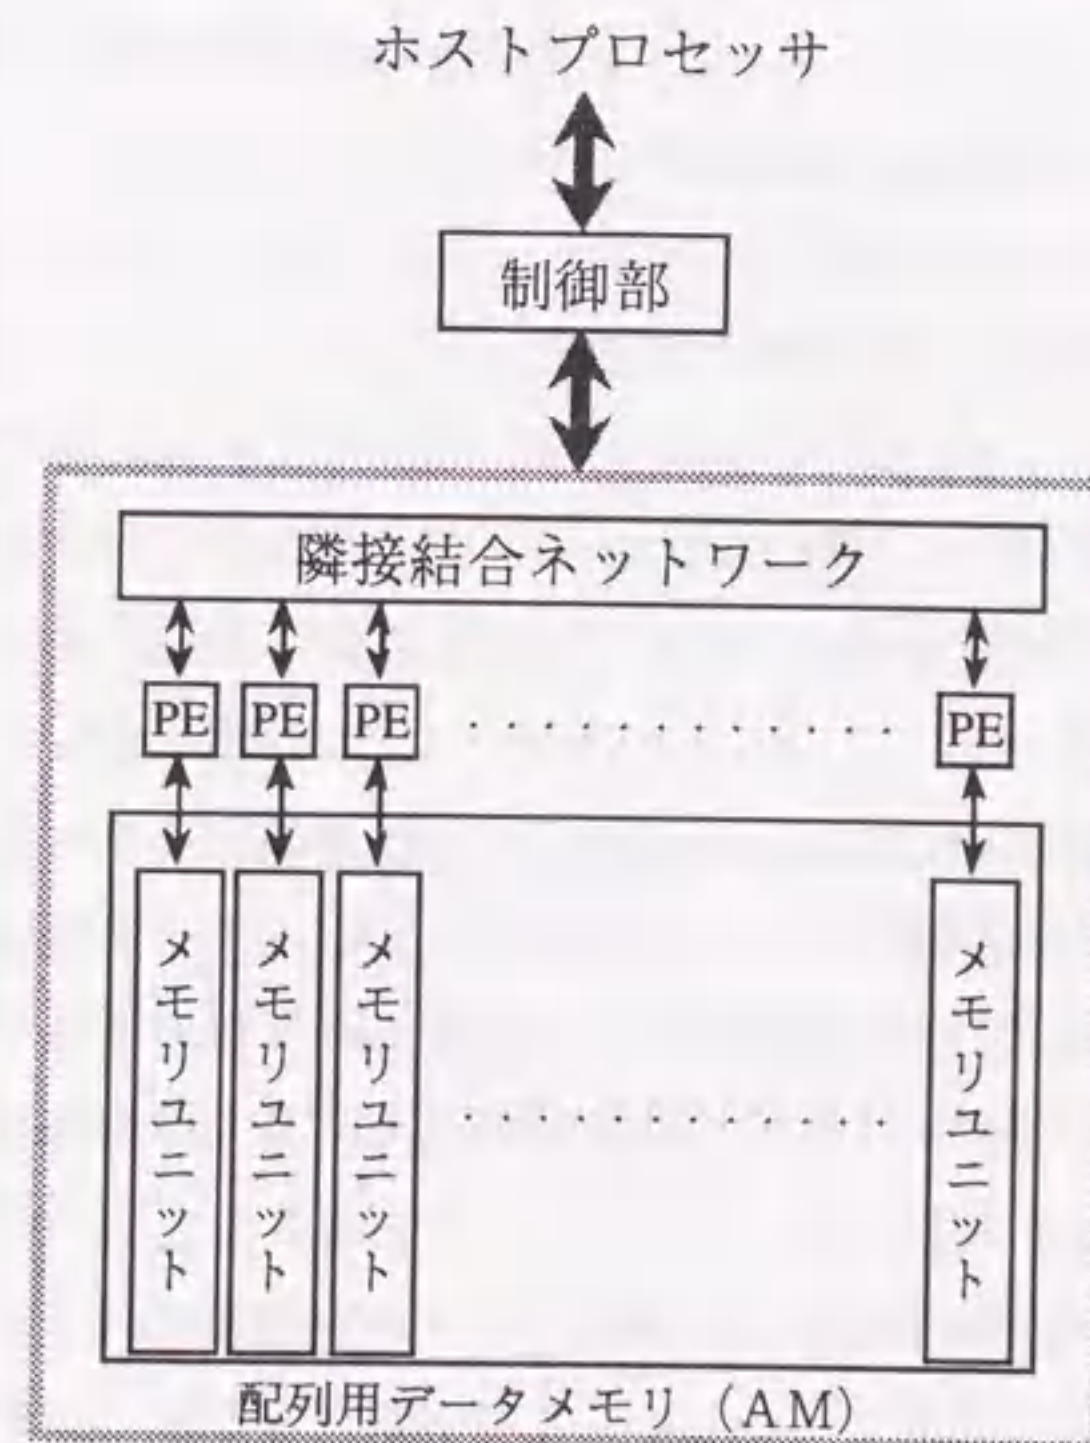 ホストプロセッサ
制御部
隣接結合ネットワーク
PE PE PE ............. PE
メモリユニット
メモリユニット
メモリユニット
.............
メモリユニット
配列用データメモリ（AM）